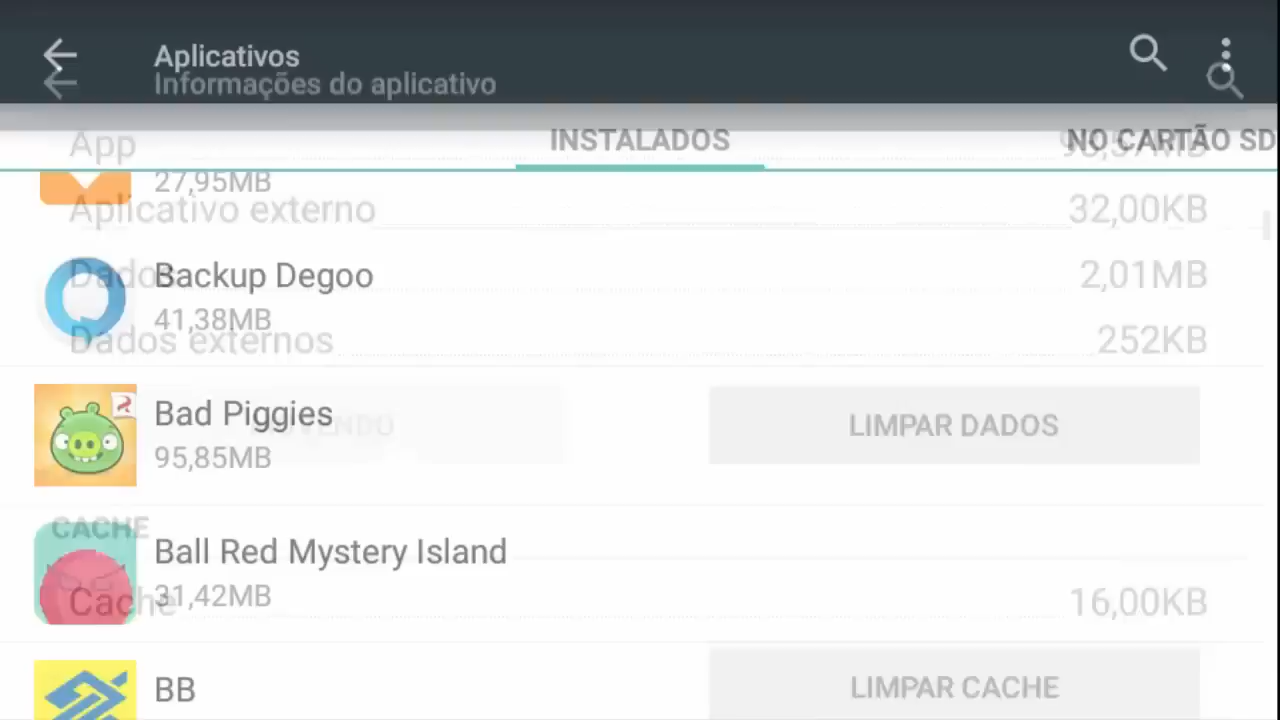 Aplicativos
Informações do aplicativo
INSTALADOS
NO CARTÃO SD
App
27,95MB
Aplicativo externo
32,00KB
Backup Degoo
Dados
2,01MB
41,38MB
Dados externos
252KB
Bad Piggies
LIMPAR DADOS
95,85MB
CACHE
Ball Red Mystery Island
31,42MB
Cache
16,00KB
BB
LIMPAR CACHE